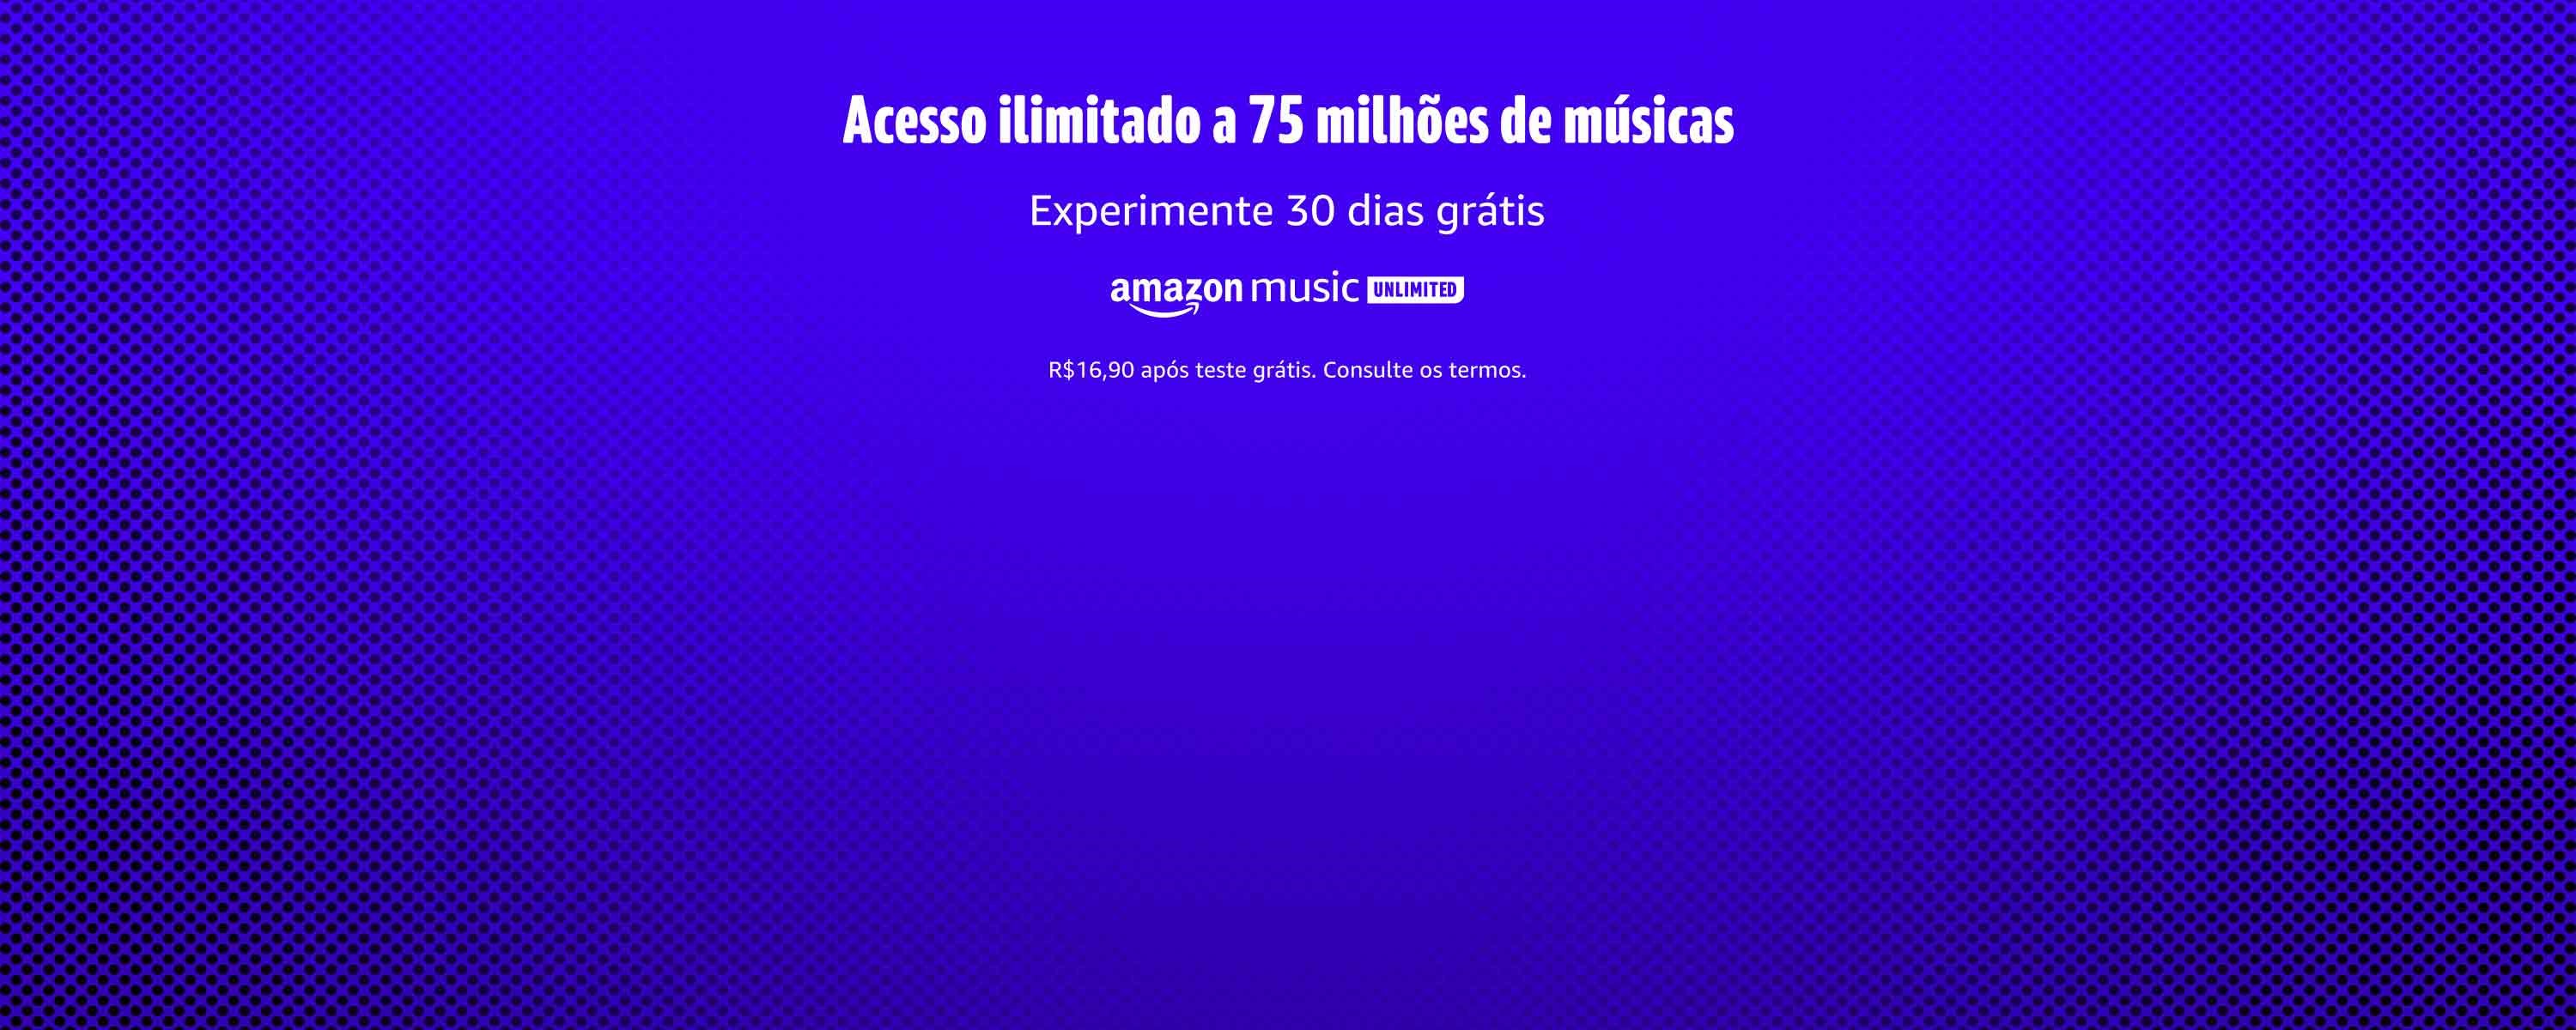 Acesso ilimitado a 75 milhões de músicas
Experimente 30 dias grátis
amazon music UNLIMITED
R$16,90 após teste grátis. Consulte os termos.